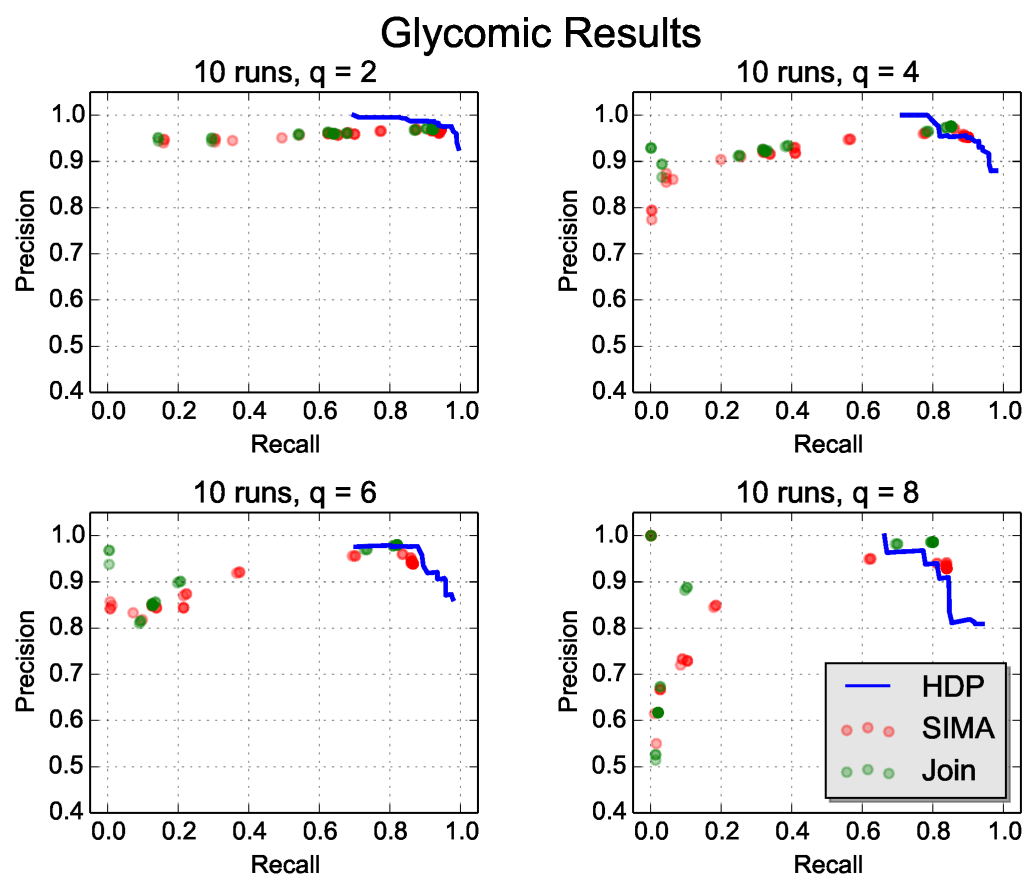 Glycomic Results
10 runs, q = 2
1.0
0.9
0.8
0.7
0.6
0.5
0.4
Precision
0.0 0.2 0.4 0.6 0.8 1.0
Recall
10 runs, q = 4
1.0
0.9
0.8
0.7
0.6
0.5
0.4
Precision
0.0 0.2 0.4 0.6 0.8 1.0
Recall
10 runs, q = 6
1.0
0.9
0.8
0.7
0.6
0.5
0.4
Precision
0.0 0.2 0.4 0.6 0.8 1.0
Recall
10 runs, q = 8
1.0
0.9
0.8
0.7
0.6
0.5
0.4
Precision
0.0 0.2 0.4 0.6 0.8 1.0
Recall
HDP
SIMA
Join